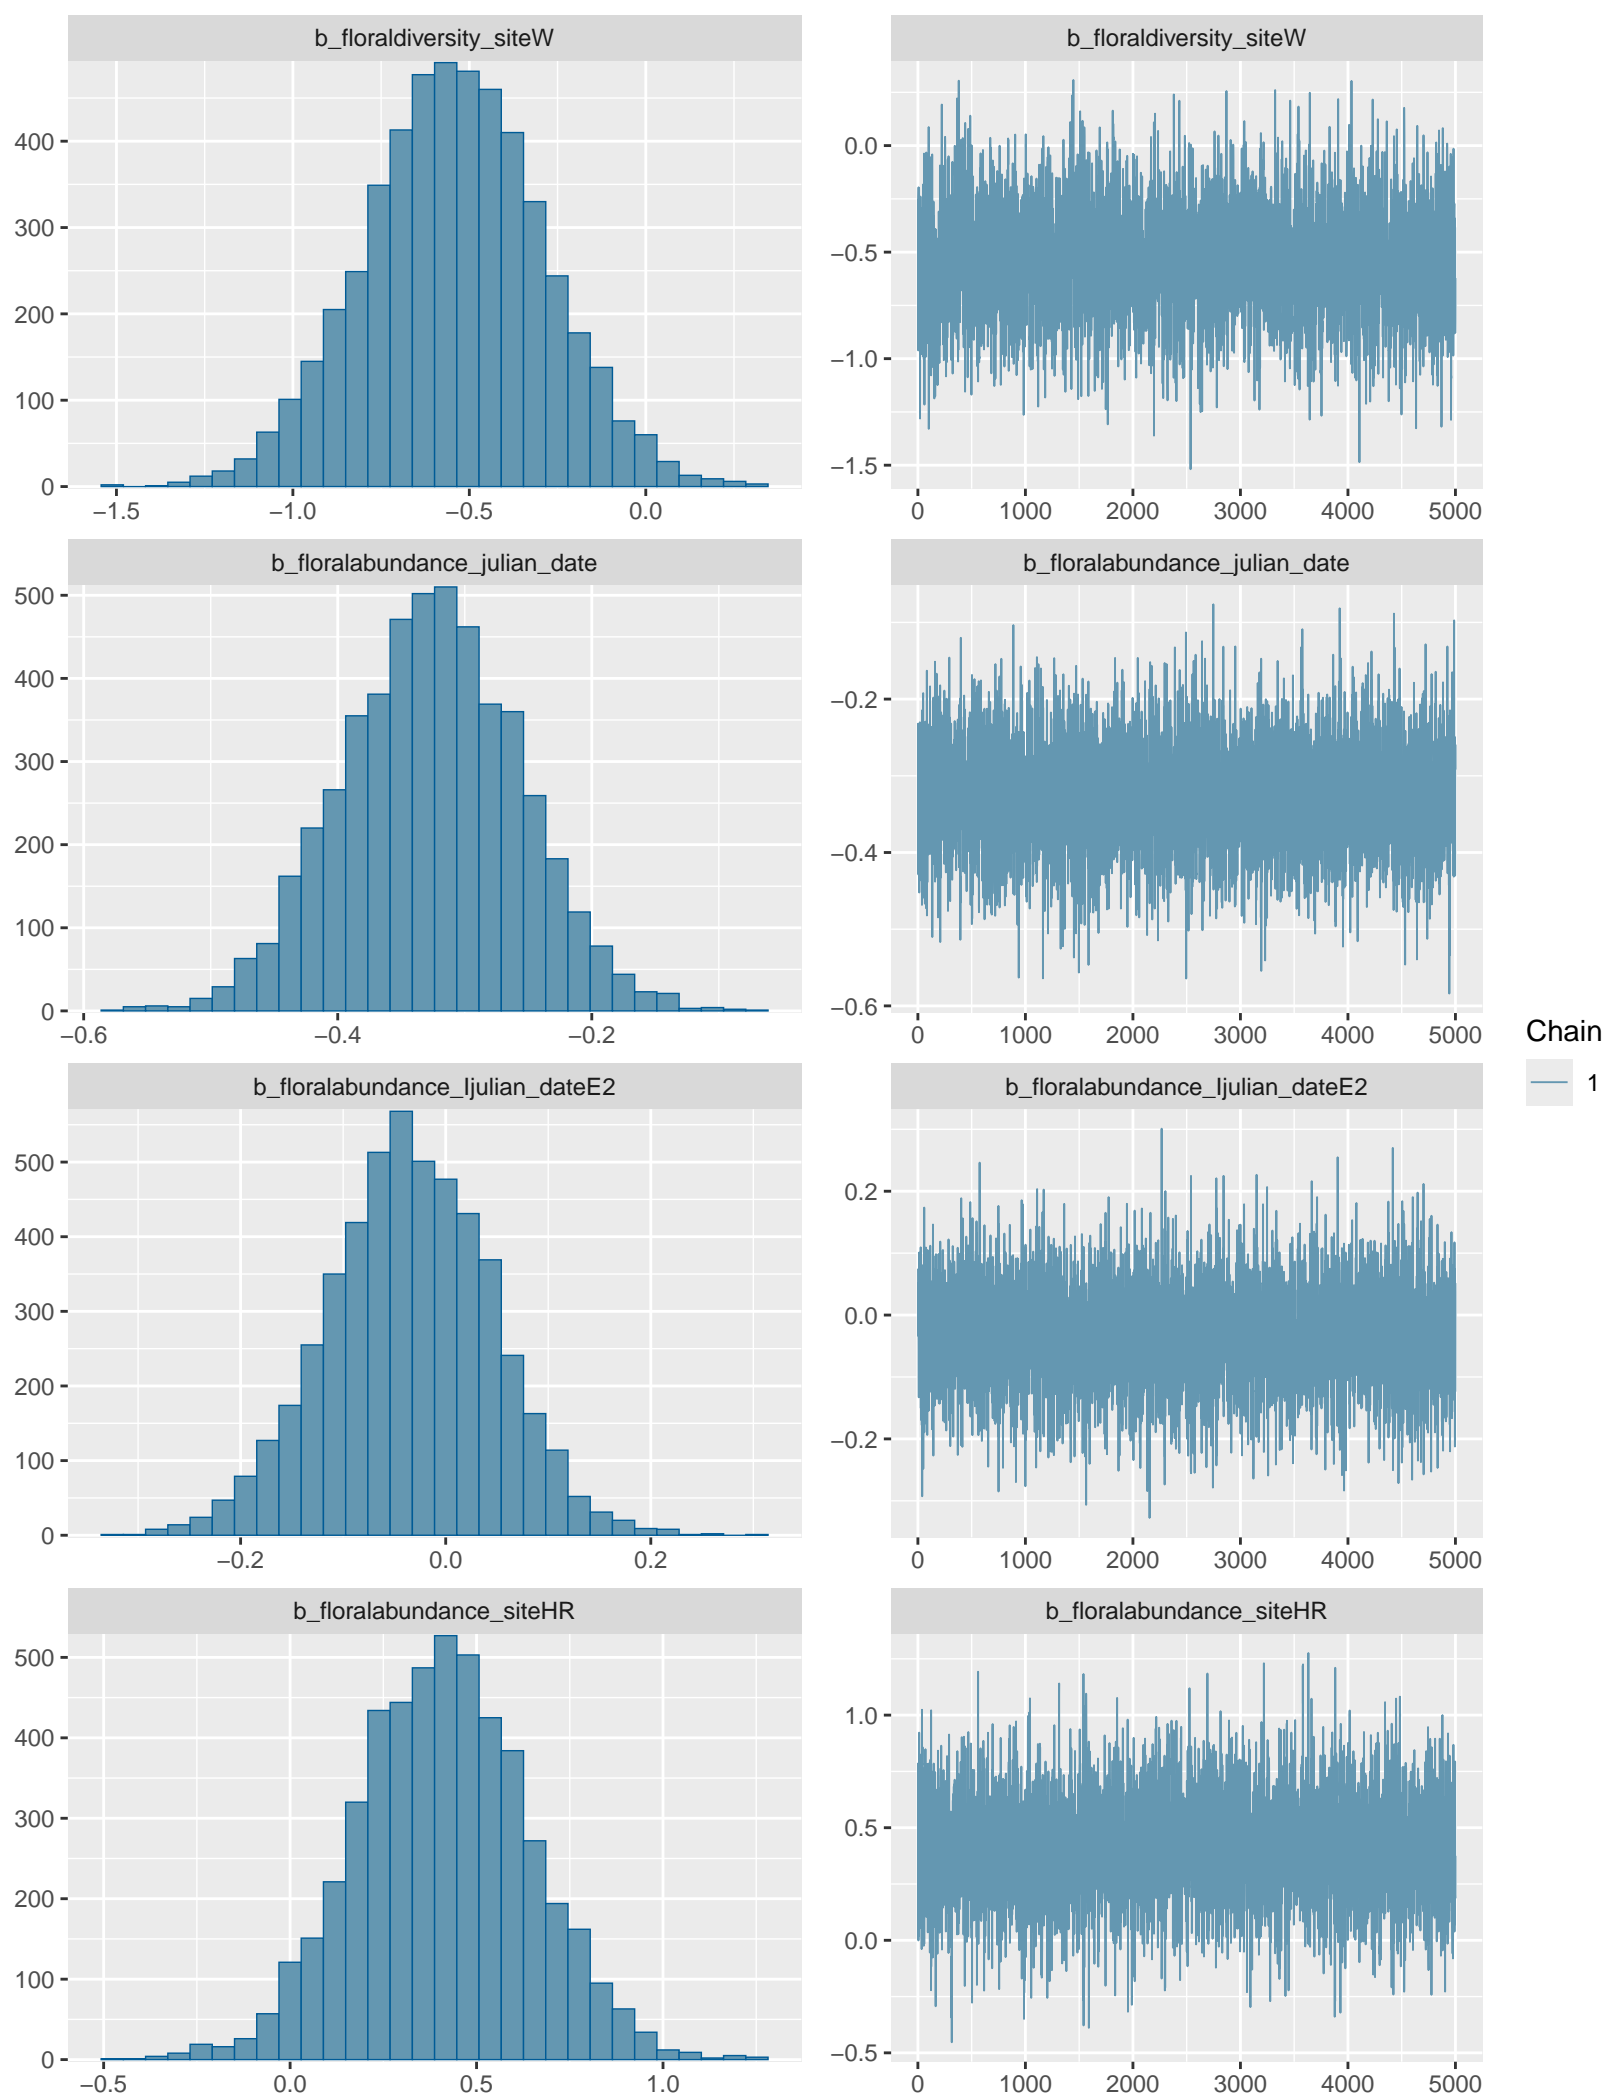 b_floraldiversity_siteW
b_floraldiversity_siteW
400
300
200
100
0
−1.5 −1.0 −0.5 0.0
0.0
−0.5
−1.0
−1.5
0 1000 2000 3000 4000 5000
b_floralabundance_julian_date
b_floralabundance_julian_date
500
400
300
200
100
0
−0.6 −0.4 −0.2
−0.2
−0.4
−0.6
0 1000 2000 3000 4000 5000
Chain
1
b_floralabundance_Ijulian_dateE2
b_floralabundance_Ijulian_dateE2
500
400
300
200
100
0
−0.2 0.0 0.2
0.2
0.0
−0.2
0 1000 2000 3000 4000 5000
b_floralabundance_siteHR
b_floralabundance_siteHR
500
400
300
200
100
0
−0.5 0.0 0.5 1.0
1.0
0.5
0.0
−0.5
0 1000 2000 3000 4000 5000